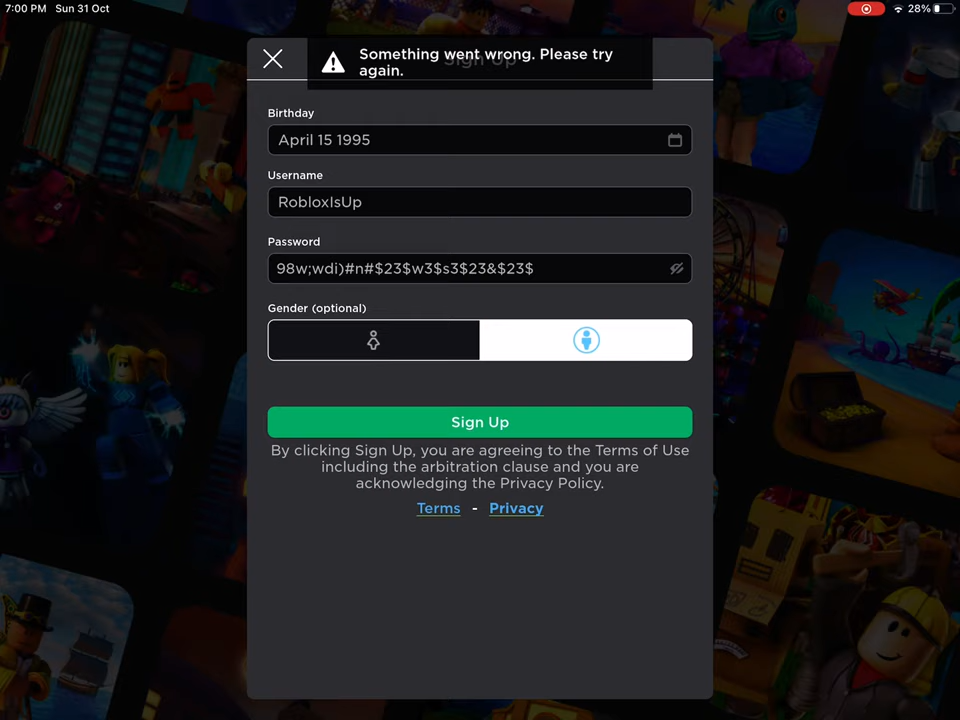 7:00 PM Sun 31 Oct
28%
Something went wrong. Please try
again.
Sign Up
Birthday
April 15 1995
Username
RobloxIsUp
Password
98w;wdi)#n#$23$w3$s3$23&$23$
Gender (optional)
Sign Up
By clicking Sign Up, you are agreeing to the Terms of Use
including the arbitration clause and you are
acknowledging the Privacy Policy.
Terms - Privacy